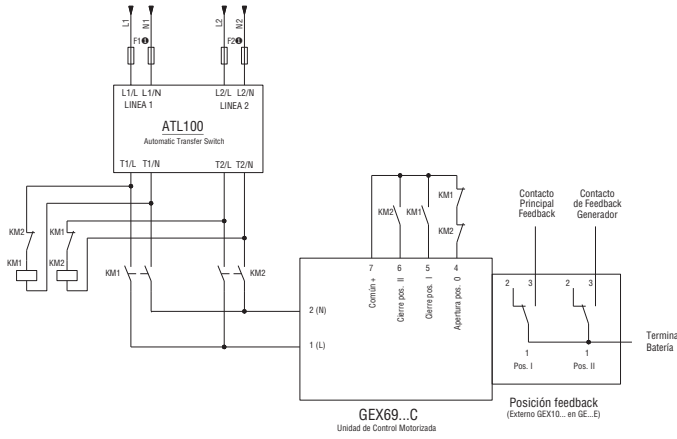 L1 N1 L2 N2
F1❶ F2❶
L1/L L1/N L2/L L2/N
LINEA 1 LINEA 2
ATL100
Automatic Transfer Switch
T1/L T1/N T2/L T2/N
KM2 KM1
KM1 KM2
KM1 KM2
KM1
KM2 KM1
KM2
7 6 5 4
Común +
Cierre pos. II
Cierre pos. I
Apertura pos. 0
2 (N)
1 (L)
GEX69...C
Unidad de Control Motorizada
Contacto
Principal
Feedback
Contacto
de Feedback
Generador
2 3 2 3
1 1
Pos. I Pos. II
Termina
Batería
Posición feedback
(Externo GEX10... en GE...E)